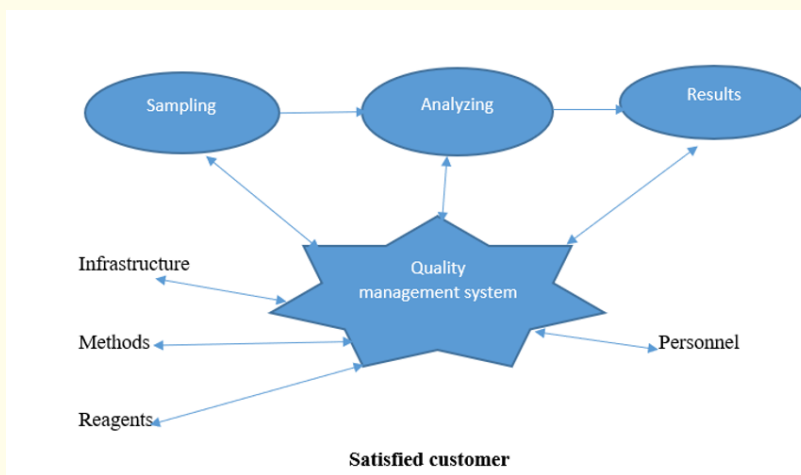 Sampling
Analyzing
Results
Quality
management system
Infrastructure
Methods
Personnel
Reagents
Satisfied customer